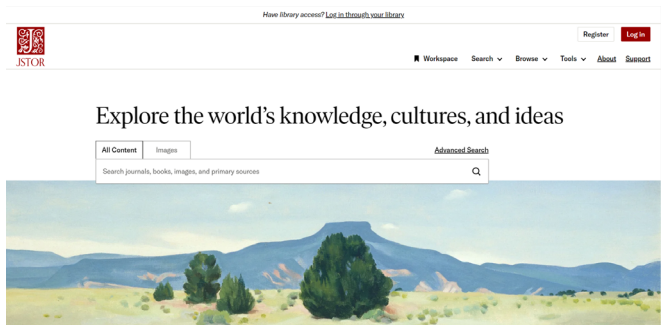 Have library access? Log in through your library
JSTOR
Register Log in
Workspace Search Browse Tools About Support
Explore the world's knowledge, cultures, and ideas
All Content Images Advanced Search
Search journals, books, images, and primary sources